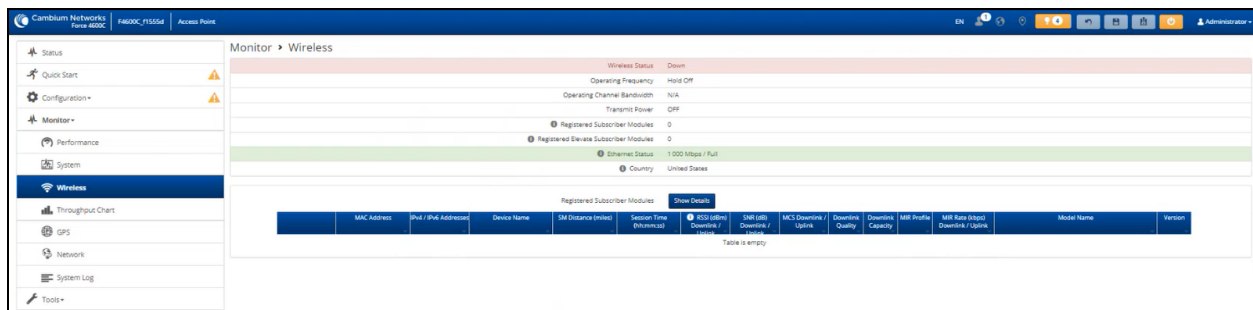 Cambium Networks
Force 4600C
F4600C_f1555d
Access Point
EN
1
4
Administrator
Status
Quick Start
Configuration
Monitor
Performance
System
Wireless
Throughput Chart
GPS
Network
System Log
Tools
Monitor > Wireless
Wireless Status Down
Operating Frequency Hold Off
Operating Channel Bandwidth N/A
Transmit Power OFF
Registered Subscriber Modules 0
Registered Elevate Subscriber Modules 0
Ethernet Status 1000 Mbps / Full
Country United States
Registered Subscriber Modules Show Details
MAC Address
IPv4 / IPv6 Addresses
Device Name
SM Distance (miles)
Session Time
(hh:mm:ss)
RSSI (dBm)
Downlink /
Uplink
SNR (dB)
Downlink /
Uplink
MCS Downlink /
Uplink
Downlink
Quality
Downlink
Capacity
MIR Profile
MIR Rate (kbps)
Downlink / Uplink
Model Name
Version
Table is empty